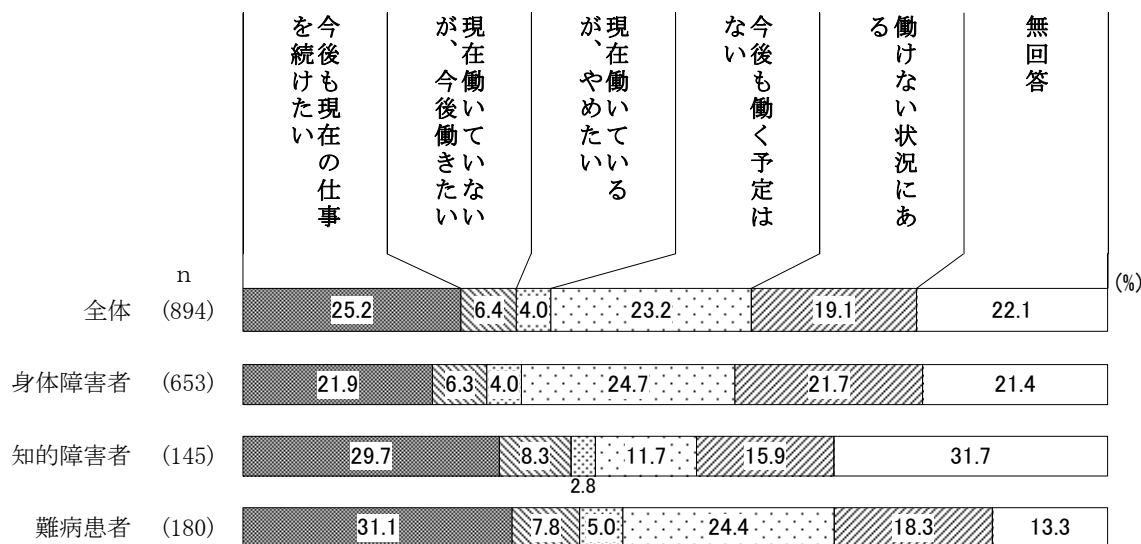 今後も現在の仕事
を続けたい
現在働いていない
が、今後働きたい
現在働いている
が、やめたい
今後も働く予定は
ない
働けない状況にあ
る
無回答
n
(%)
全体 (894) 25.2 6.4 4.0 23.2 19.1 22.1
身体障害者 (653) 21.9 6.3 4.0 24.7 21.7 21.4
知的障害者 (145) 29.7 8.3 2.8 11.7 15.9 31.7
難病患者 (180) 31.1 7.8 5.0 24.4 18.3 13.3